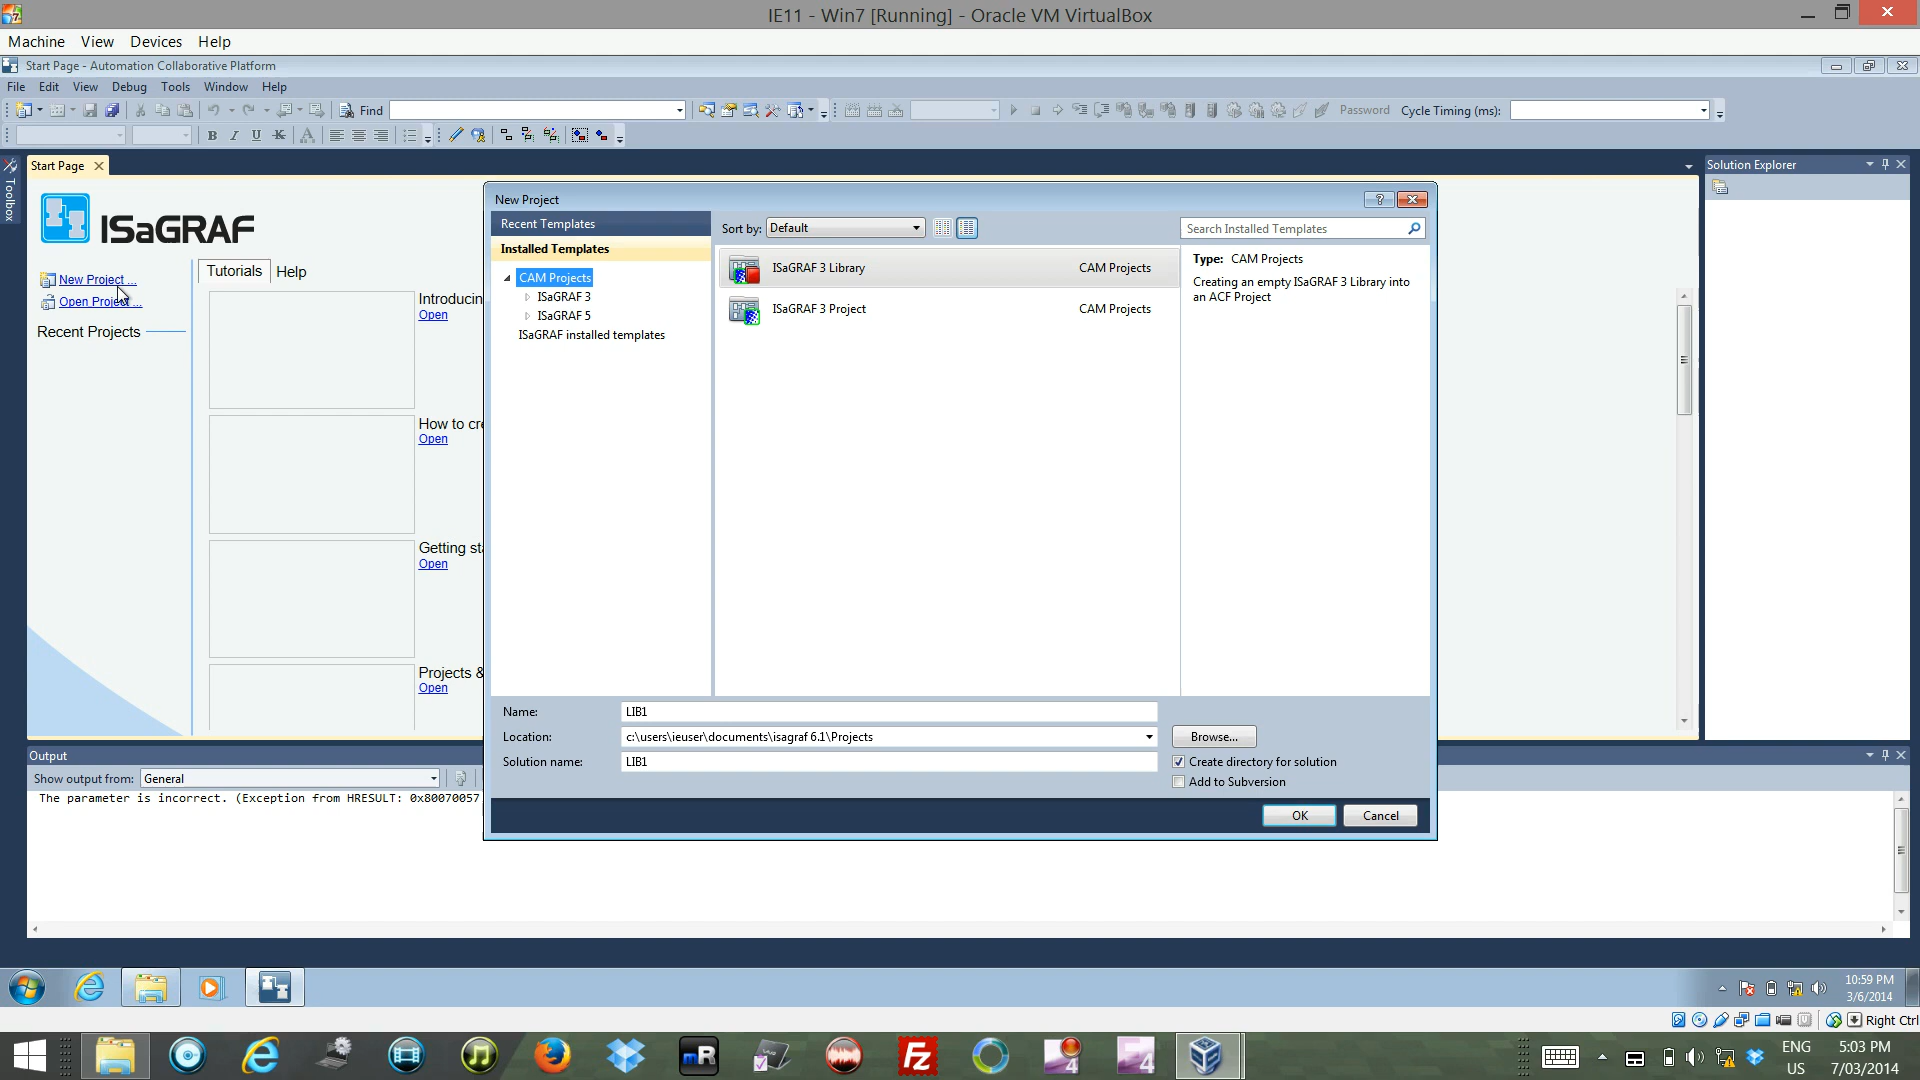 IE11 - Win7 [Running] - Oracle VM VirtualBox
Machine View Devices Help
Start Page - Automation Collaborative Platform
File Edit View Debug Tools Window Help
Find
Password Cycle Timing (ms):
B I U
Start Page
Solution Explorer
Toolbox
ISaGRAF
New Project ...
Open Project ...
Recent Projects
Tutorials Help
Introducin
Open
How to cre
Open
Getting sta
Open
Projects &
Open
New Project
Recent Templates
Installed Templates
CAM Projects
ISaGRAF 3
ISaGRAF 5
ISaGRAF installed templates
Sort by: Default
Search Installed Templates
ISaGRAF 3 Library CAM Projects
ISaGRAF 3 Project CAM Projects
Type: CAM Projects
Creating an empty ISaGRAF 3 Library into
an ACF Project
Name: LIB1
Location: c:\users\ieuser\documents\isagraf 6.1\Projects
Browse...
Solution name: LIB1
Create directory for solution
Add to Subversion
OK Cancel
Output
Show output from: General
The parameter is incorrect. (Exception from HRESULT: 0x80070057
10:59 PM
3/6/2014
Right Ctrl
mR
Fz
4
4
ENG
US
5:03 PM
7/03/2014